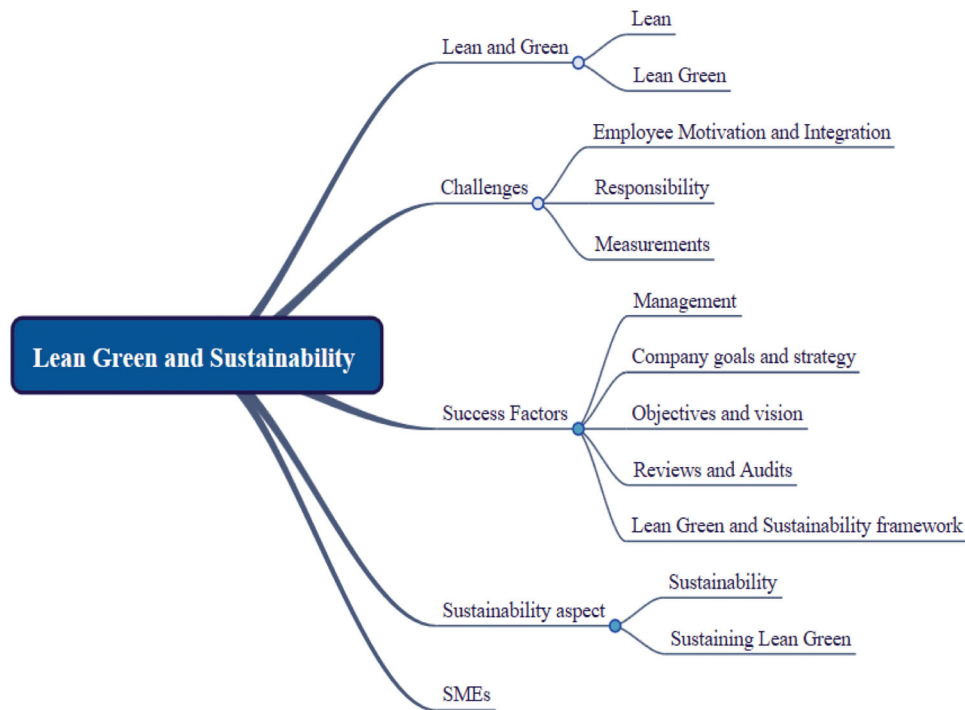 Lean Green and Sustainability
Lean and Green
Lean
Lean Green
Challenges
Employee Motivation and Integration
Responsibility
Measurements
Success Factors
Management
Company goals and strategy
Objectives and vision
Reviews and Audits
Lean Green and Sustainability framework
Sustainability aspect
Sustainability
Sustaining Lean Green
SMEs